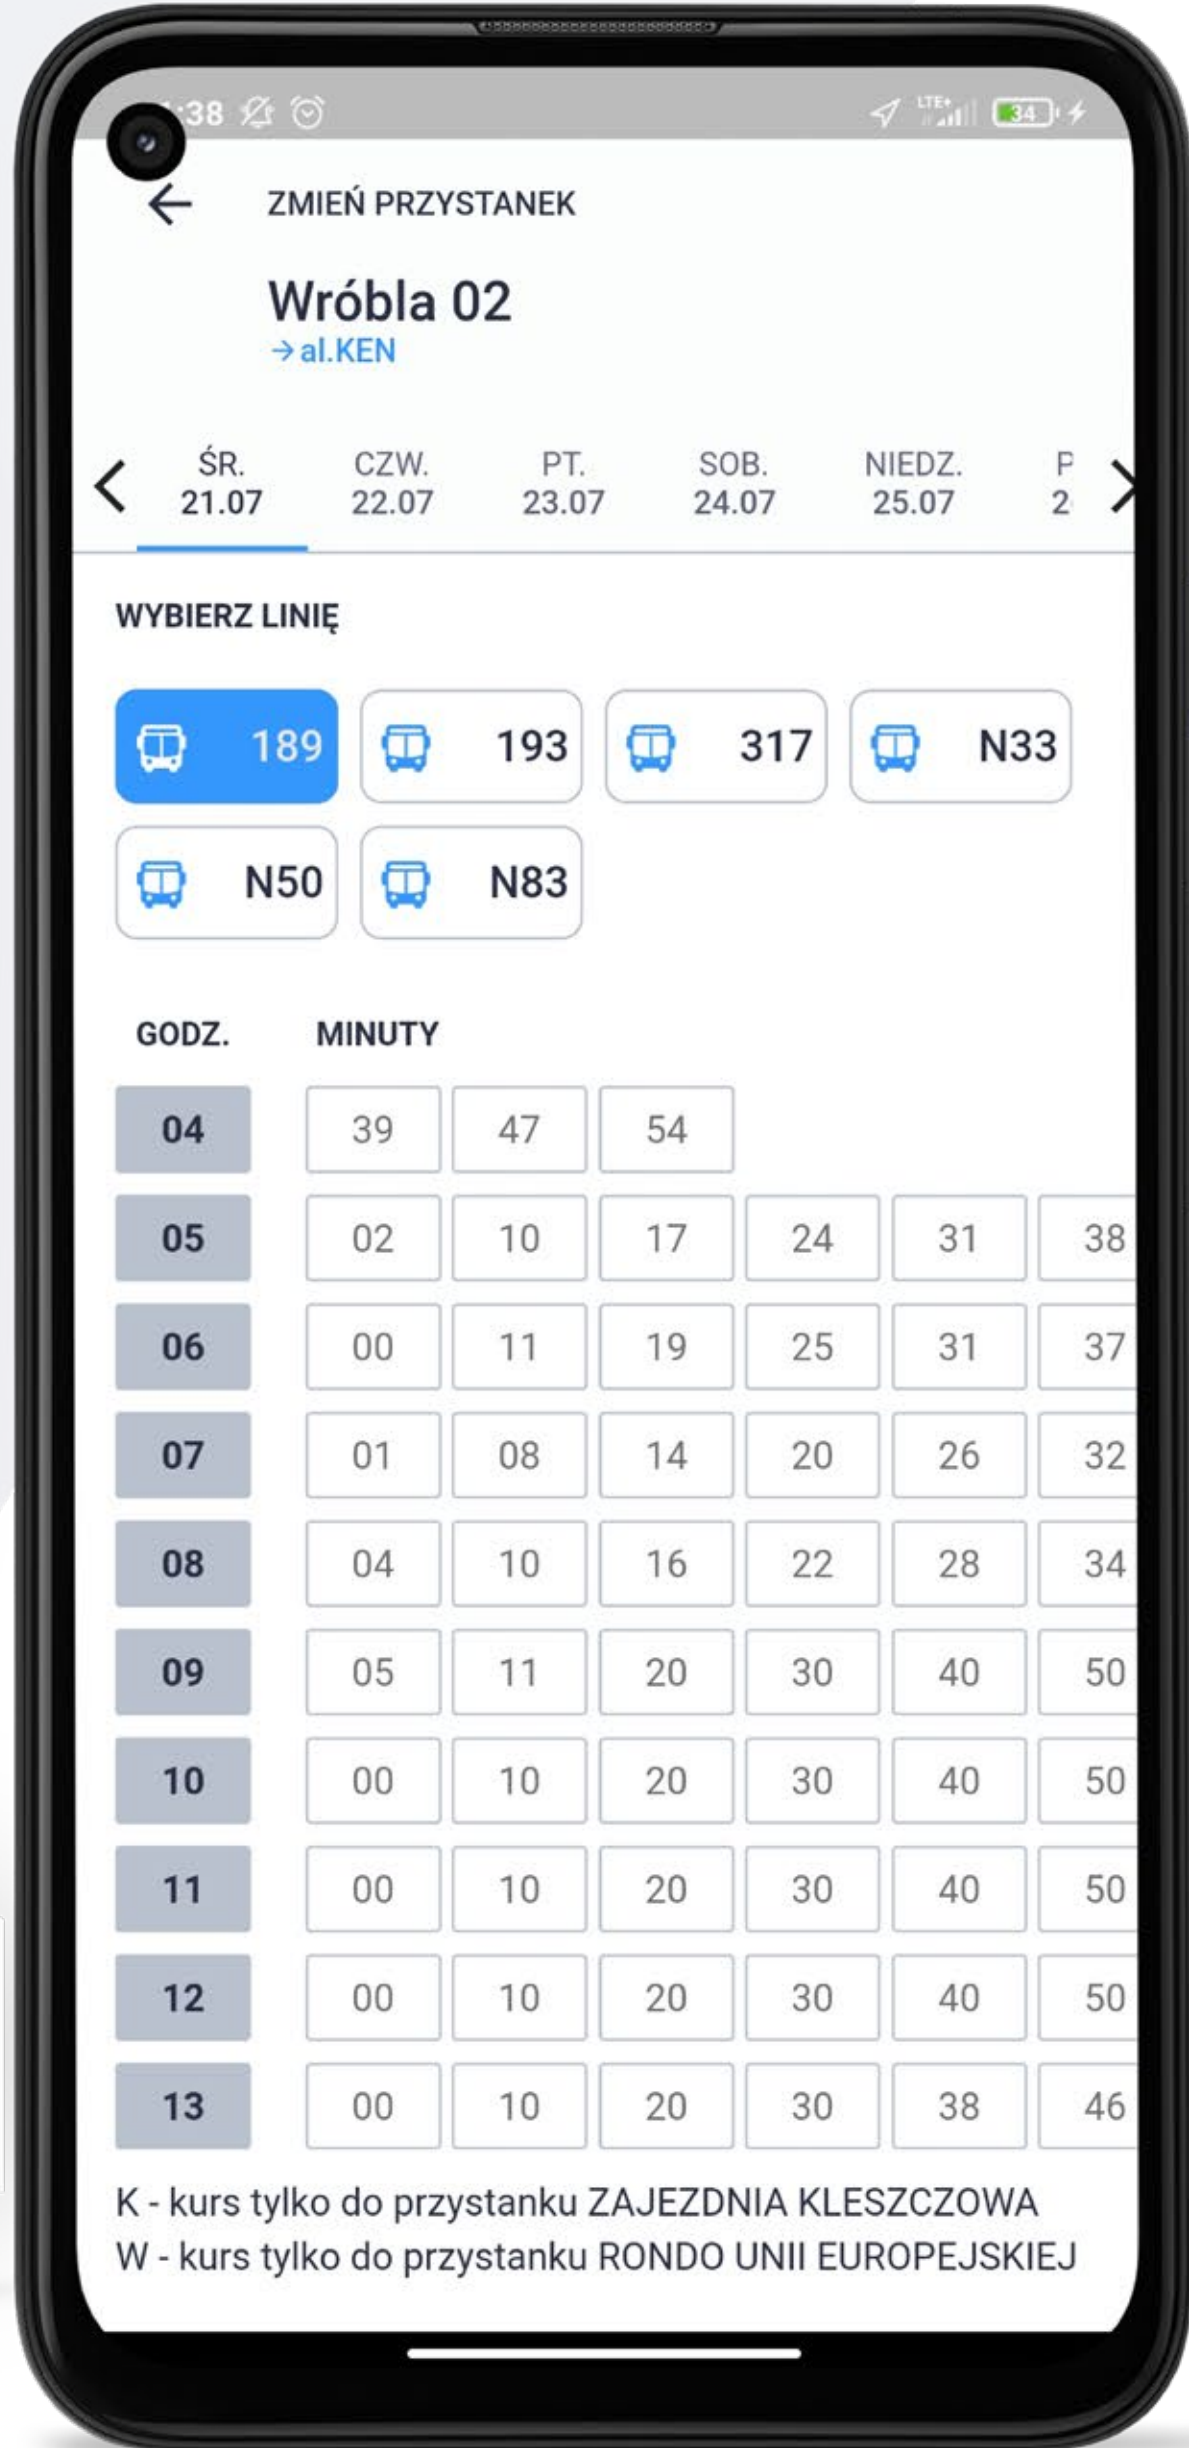 :38 LTE+ 34
ZMIEŃ PRZYSTANEK
Wróbla 02
→al.KEN
ŚR. CZW. PT. SOB. NIEDZ. P
21.07 22.07 23.07 24.07 25.07 2
WYBIERZ LINIĘ
189 193 317 N33
N50 N83
GODZ. MINUTY
04 39 47 54
05 02 10 17 24 31 38
06 00 11 19 25 31 37
07 01 08 14 20 26 32
08 04 10 16 22 28 34
09 05 11 20 30 40 50
10 00 10 20 30 40 50
11 00 10 20 30 40 50
12 00 10 20 30 40 50
13 00 10 20 30 38 46
K - kurs tylko do przystanku ZAJEZDNIA KLESZCZOWA
W - kurs tylko do przystanku RONDO UNII EUROPEJSKIEJ